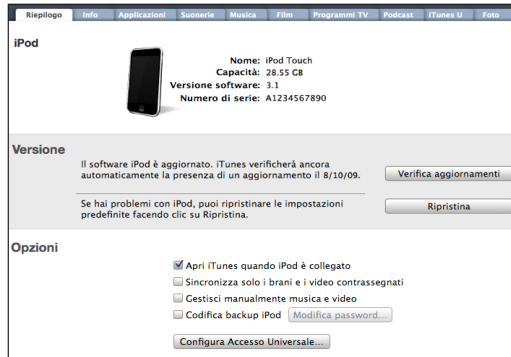 Riepilogo Info Applicazioni Suonerie Musica Film Programmi TV Podcast iTunes U Foto
iPod
Nome: iPod Touch
Capacità: 28.55 GB
Versione software: 3.1
Numero di serie: A1234567890
Versione
Il software iPod è aggiornato. iTunes verificherà ancora
automaticamente la presenza di un aggiornamento il 8/10/09.
Verifica aggiornamenti
Se hai problemi con iPod, puoi ripristinare le impostazioni
predefinite facendo clic su Ripristina.
Ripristina
Opzioni
Apri iTunes quando iPod è collegato
Sincronizza solo i brani e i video contrassegnati
Gestisci manualmente musica e video
Codifica backup iPod Modifica password...
Configura Accesso Universale...